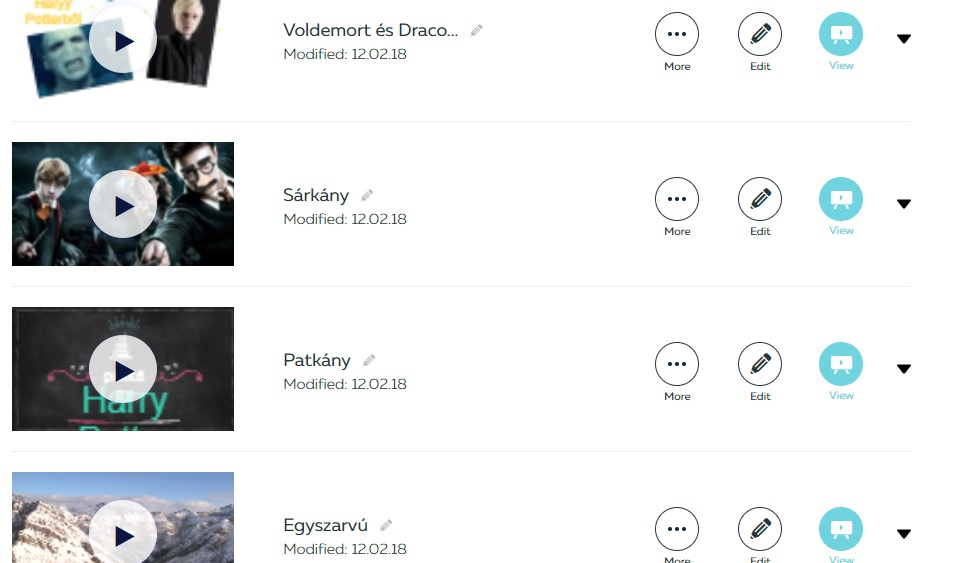 Harry
Potterből
Voldemort és Draco...
Modified: 12.02.18
More
Edit
View
Sárkány
Modified: 12.02.18
More
Edit
View
Harry
Patkány
Modified: 12.02.18
More
Edit
View
Egyszarvú
Modified: 12.02.18
More
Edit
View